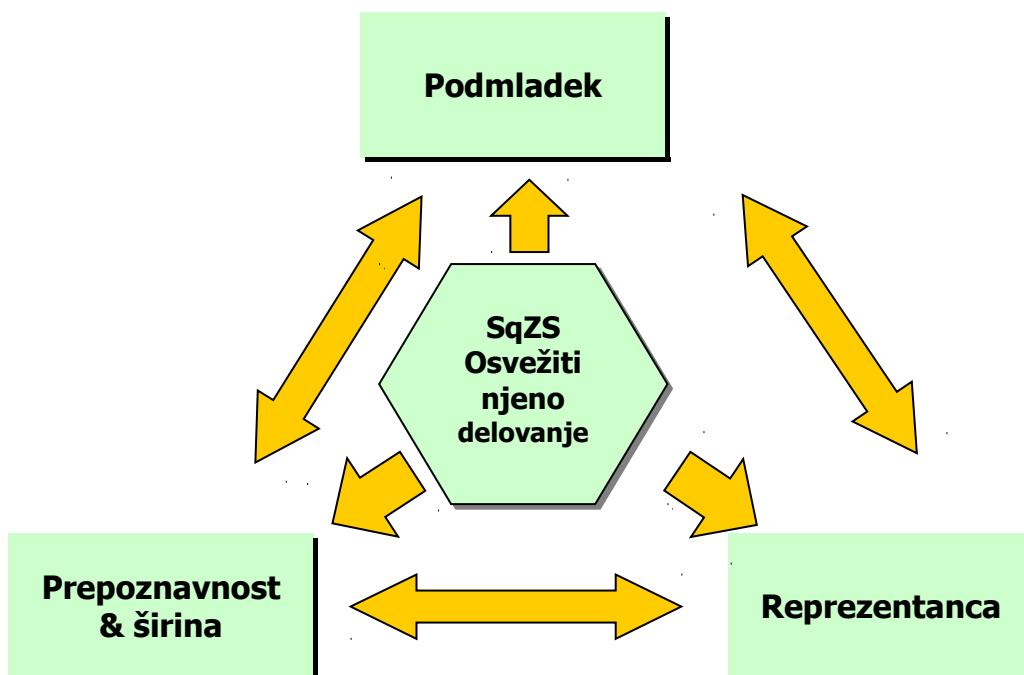 Podmladek
SqZS
Osvežiti
njeno
delovanje
Prepoznavnost
& širina
Reprezentanca